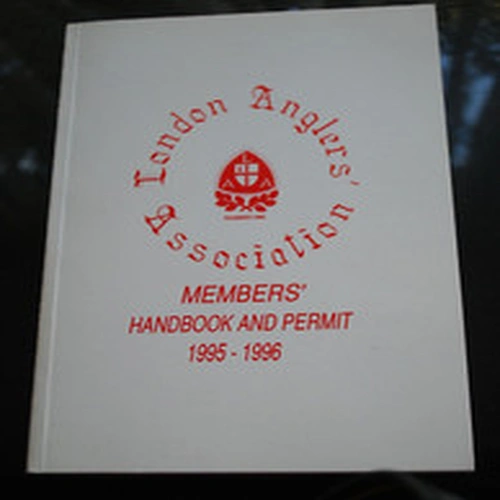 London Anglers'
Association
L
A A
MEMBERS'
HANDBOOK AND PERMIT
1995 - 1996